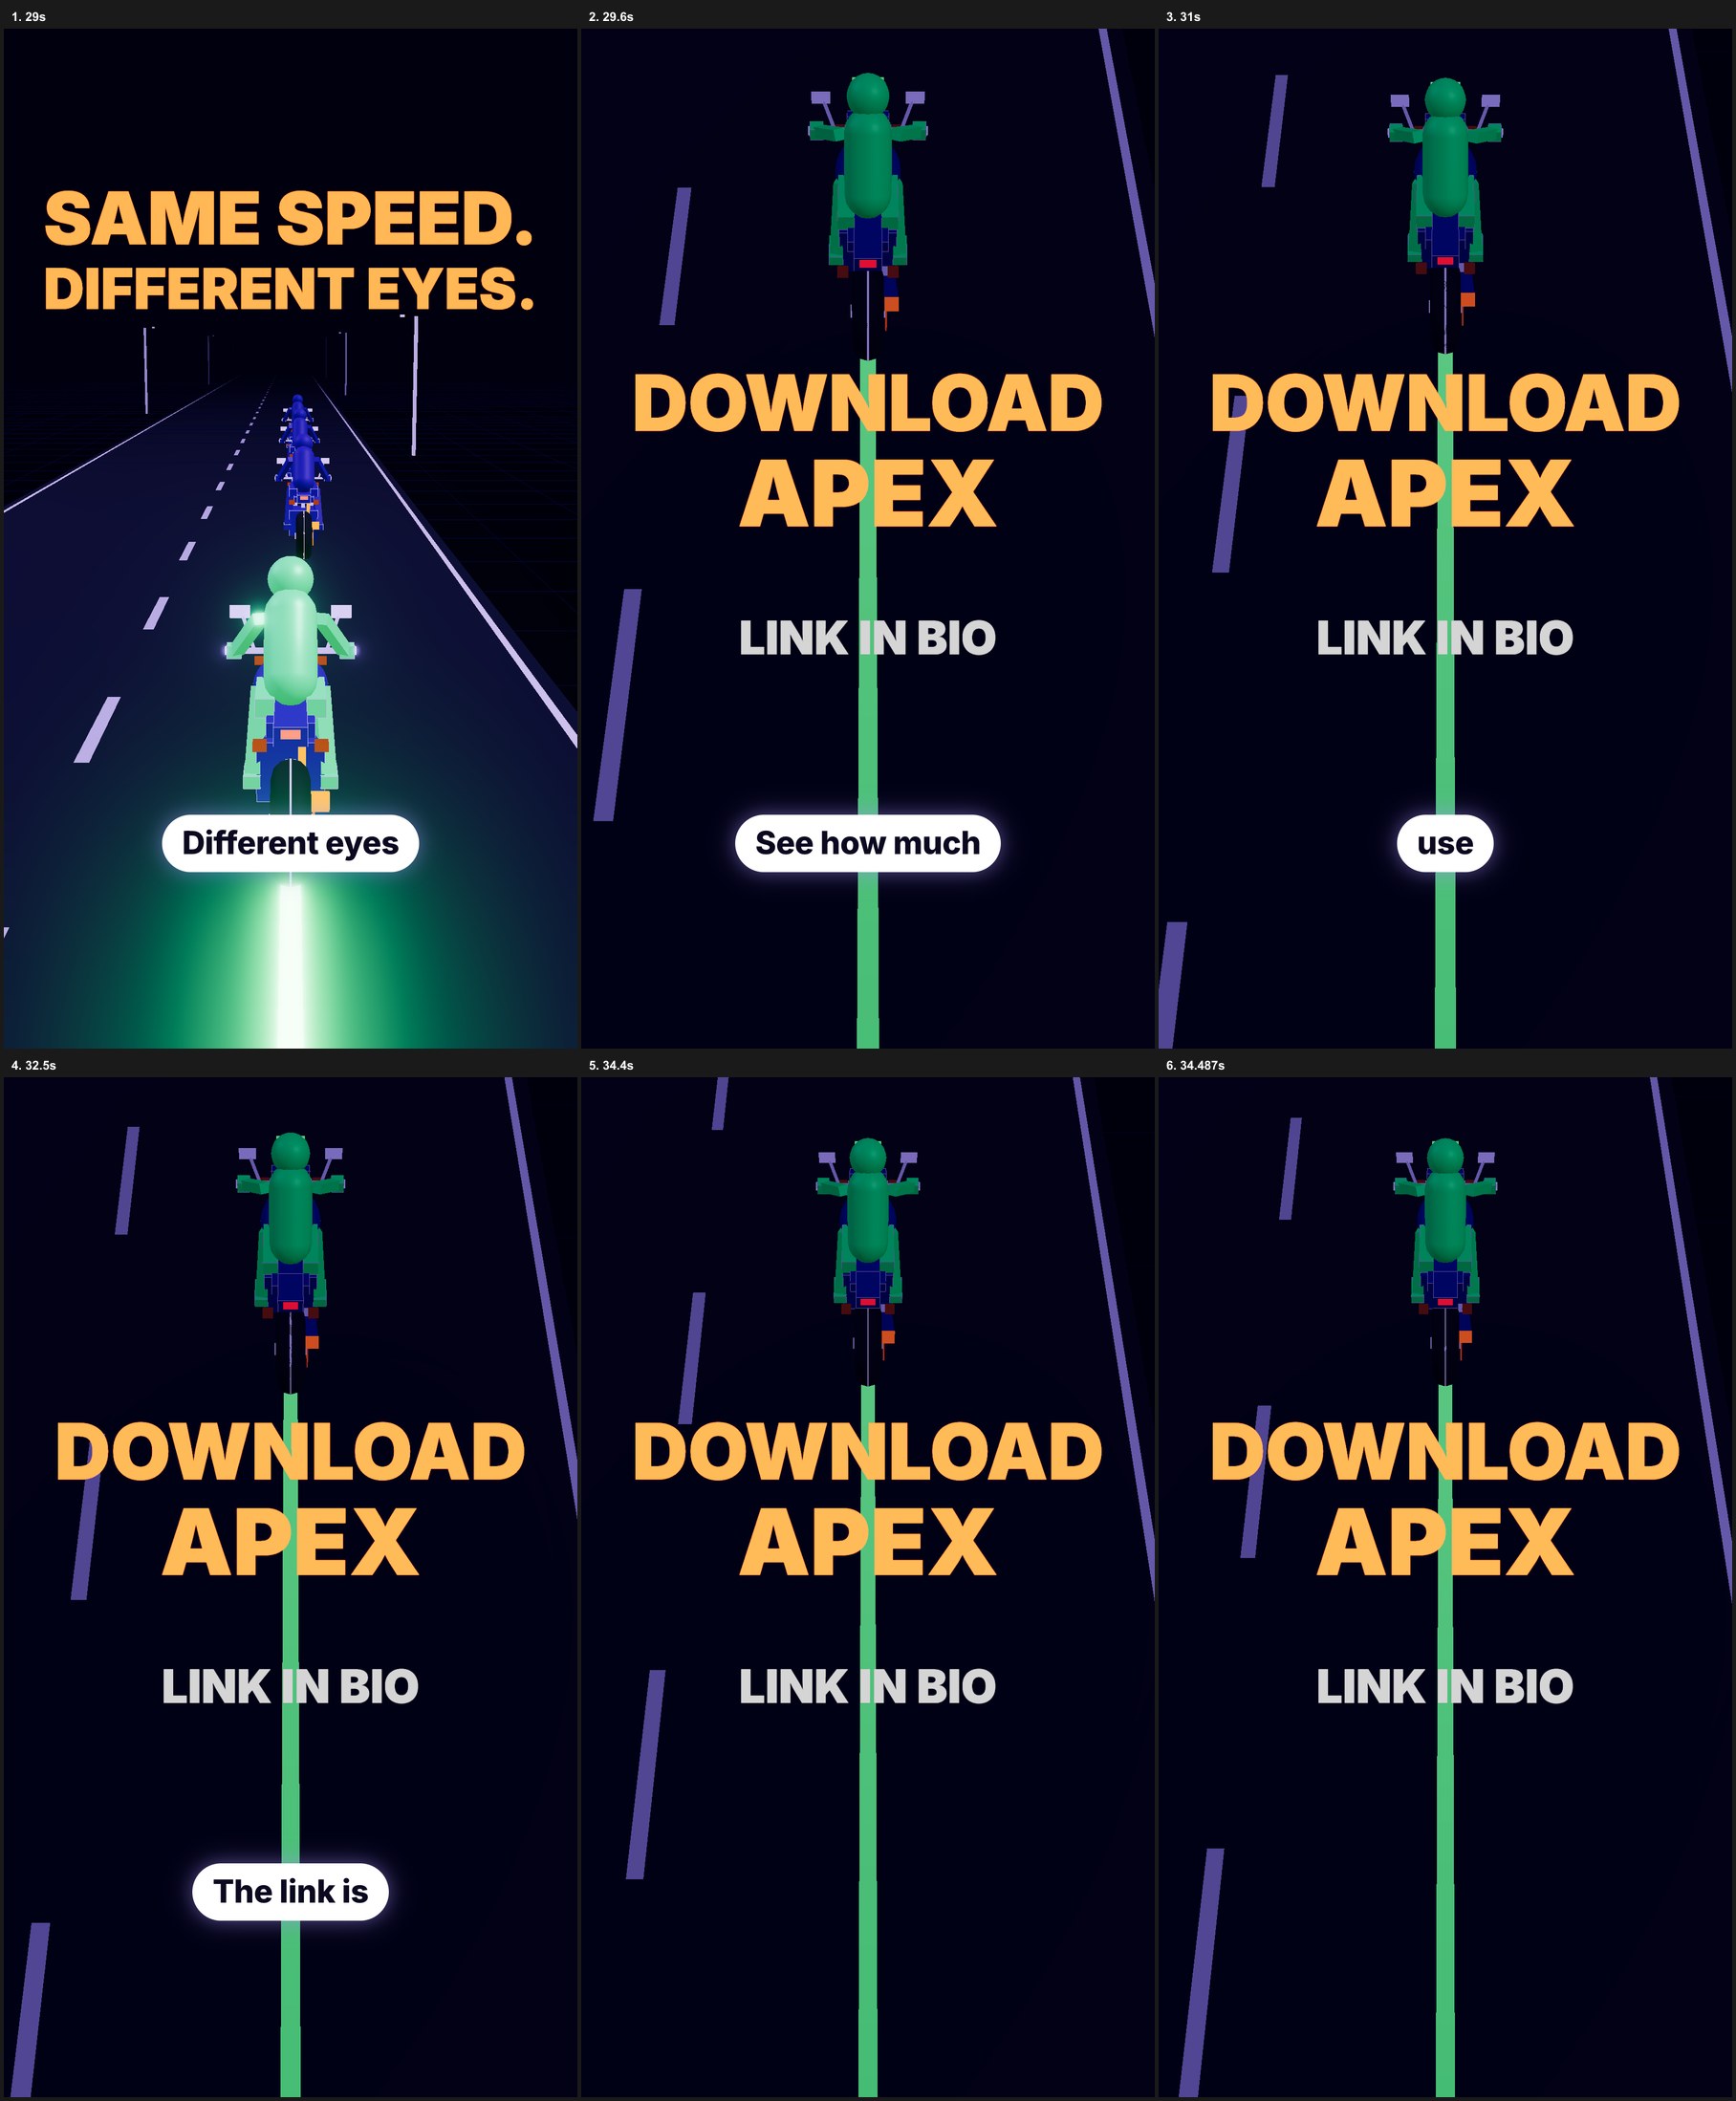 1. 29s
SAME SPEED.
DIFFERENT EYES.
Different eyes
2. 29.6s
DOWNLOAD
APEX
LINK IN BIO
See how much
3. 31s
DOWNLOAD
APEX
LINK IN BIO
use
4. 32.5s
DOWNLOAD
APEX
LINK IN BIO
The link is
5. 34.4s
DOWNLOAD
APEX
LINK IN BIO
6. 34.487s
DOWNLOAD
APEX
LINK IN BIO